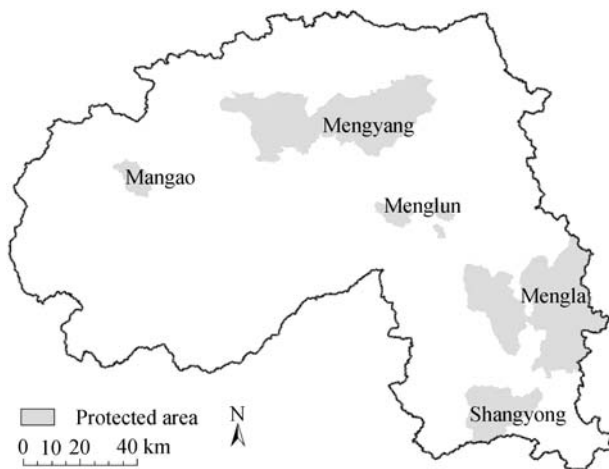 Mengyang
Mangao
Menglun
Mengla
Shangyong
Protected area
N
0 10 20 40 km